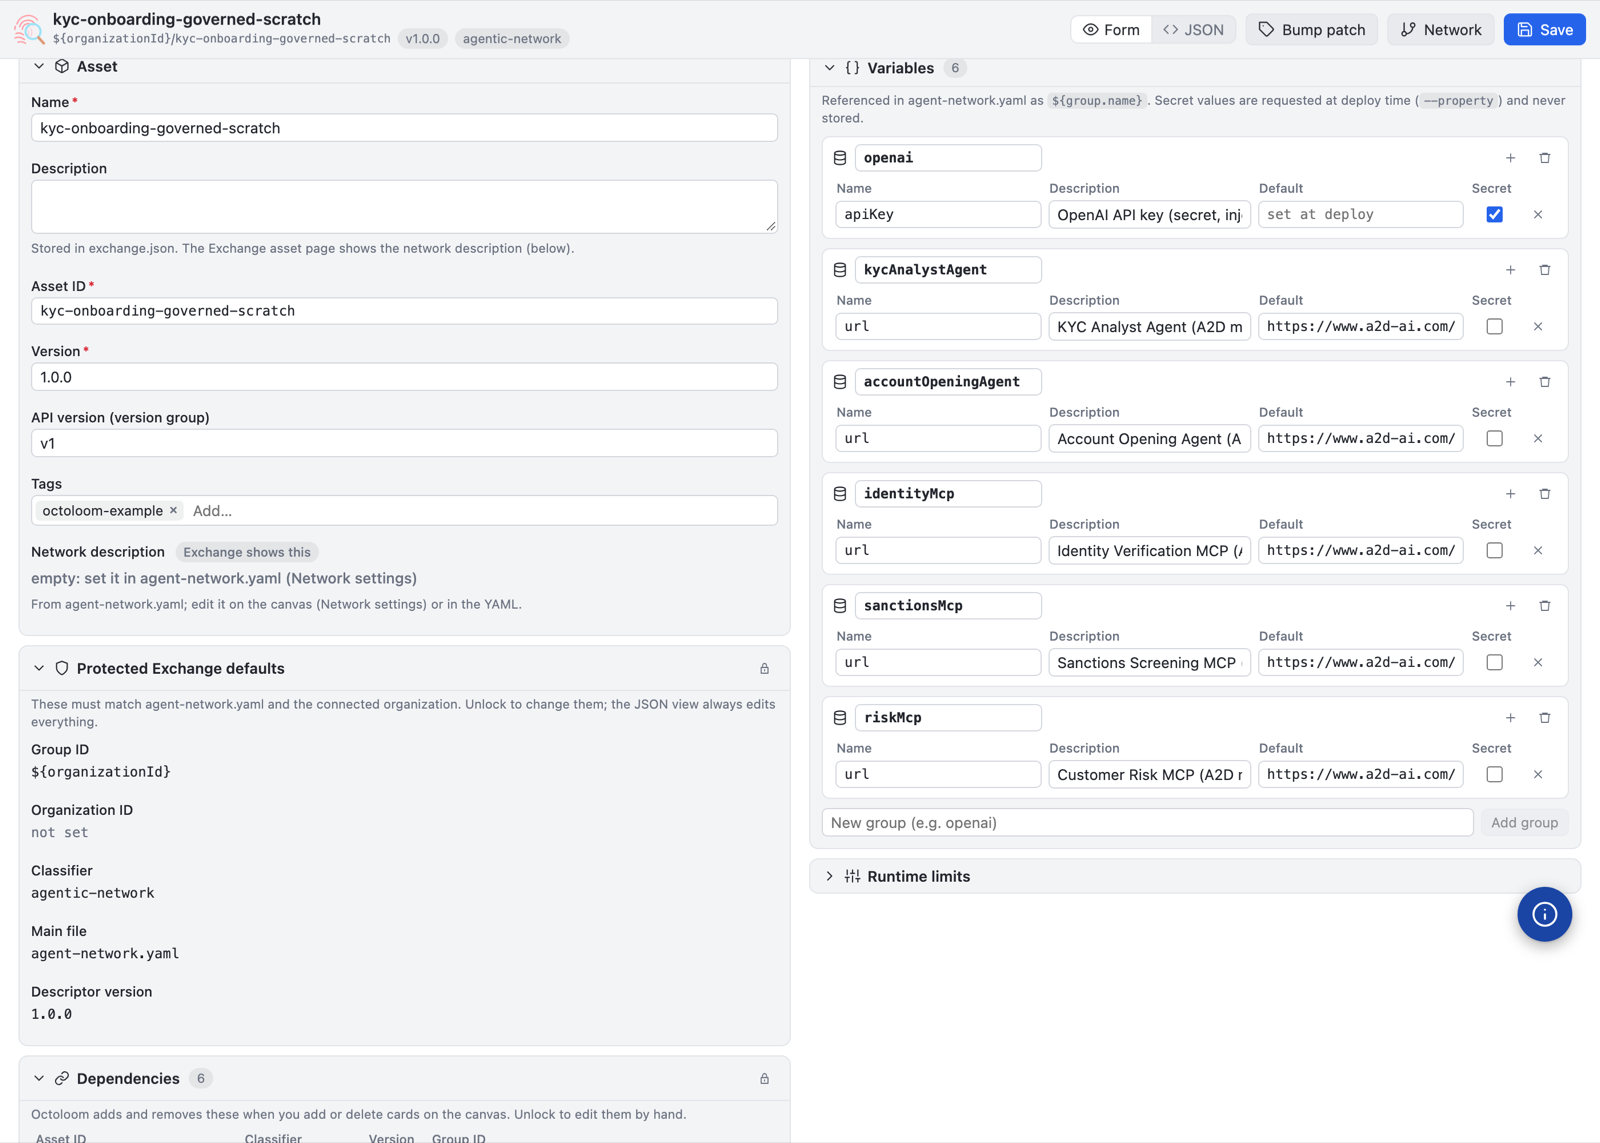 kyc-onboarding-governed-scratch
${organizationId}/kyc-onboarding-governed-scratch v1.0.0 agentic-network
Form JSON Bump patch Network Save
Asset
Name*
kyc-onboarding-governed-scratch
Description
Stored in exchange.json. The Exchange asset page shows the network description (below).
Asset ID*
kyc-onboarding-governed-scratch
Version*
1.0.0
API version (version group)
v1
Tags
octoloom-example × Add...
Network description Exchange shows this
empty: set it in agent-network.yaml (Network settings)
From agent-network.yaml; edit it on the canvas (Network settings) or in the YAML.
Protected Exchange defaults
These must match agent-network.yaml and the connected organization. Unlock to change them; the JSON view always edits
everything.
Group ID
${organizationId}
Organization ID
not set
Classifier
agentic-network
Main file
agent-network.yaml
Descriptor version
1.0.0
Dependencies 6
Octoloom adds and removes these when you add or delete cards on the canvas. Unlock to edit them by hand.
Asset ID Classifier Version Group ID
{} Variables 6
Referenced in agent-network.yaml as ${group.name} . Secret values are requested at deploy time ( --property ) and never
stored.
openai
Name Description Default Secret
apiKey OpenAI API key (secret, inj set at deploy
kycAnalystAgent
Name Description Default Secret
url KYC Analyst Agent (A2D m https://www.a2d-ai.com/
accountOpeningAgent
Name Description Default Secret
url Account Opening Agent (A https://www.a2d-ai.com/
identityMcp
Name Description Default Secret
url Identity Verification MCP (A https://www.a2d-ai.com/
sanctionsMcp
Name Description Default Secret
url Sanctions Screening MCP https://www.a2d-ai.com/
riskMcp
Name Description Default Secret
url Customer Risk MCP (A2D r https://www.a2d-ai.com/
New group (e.g. openai) Add group
Runtime limits